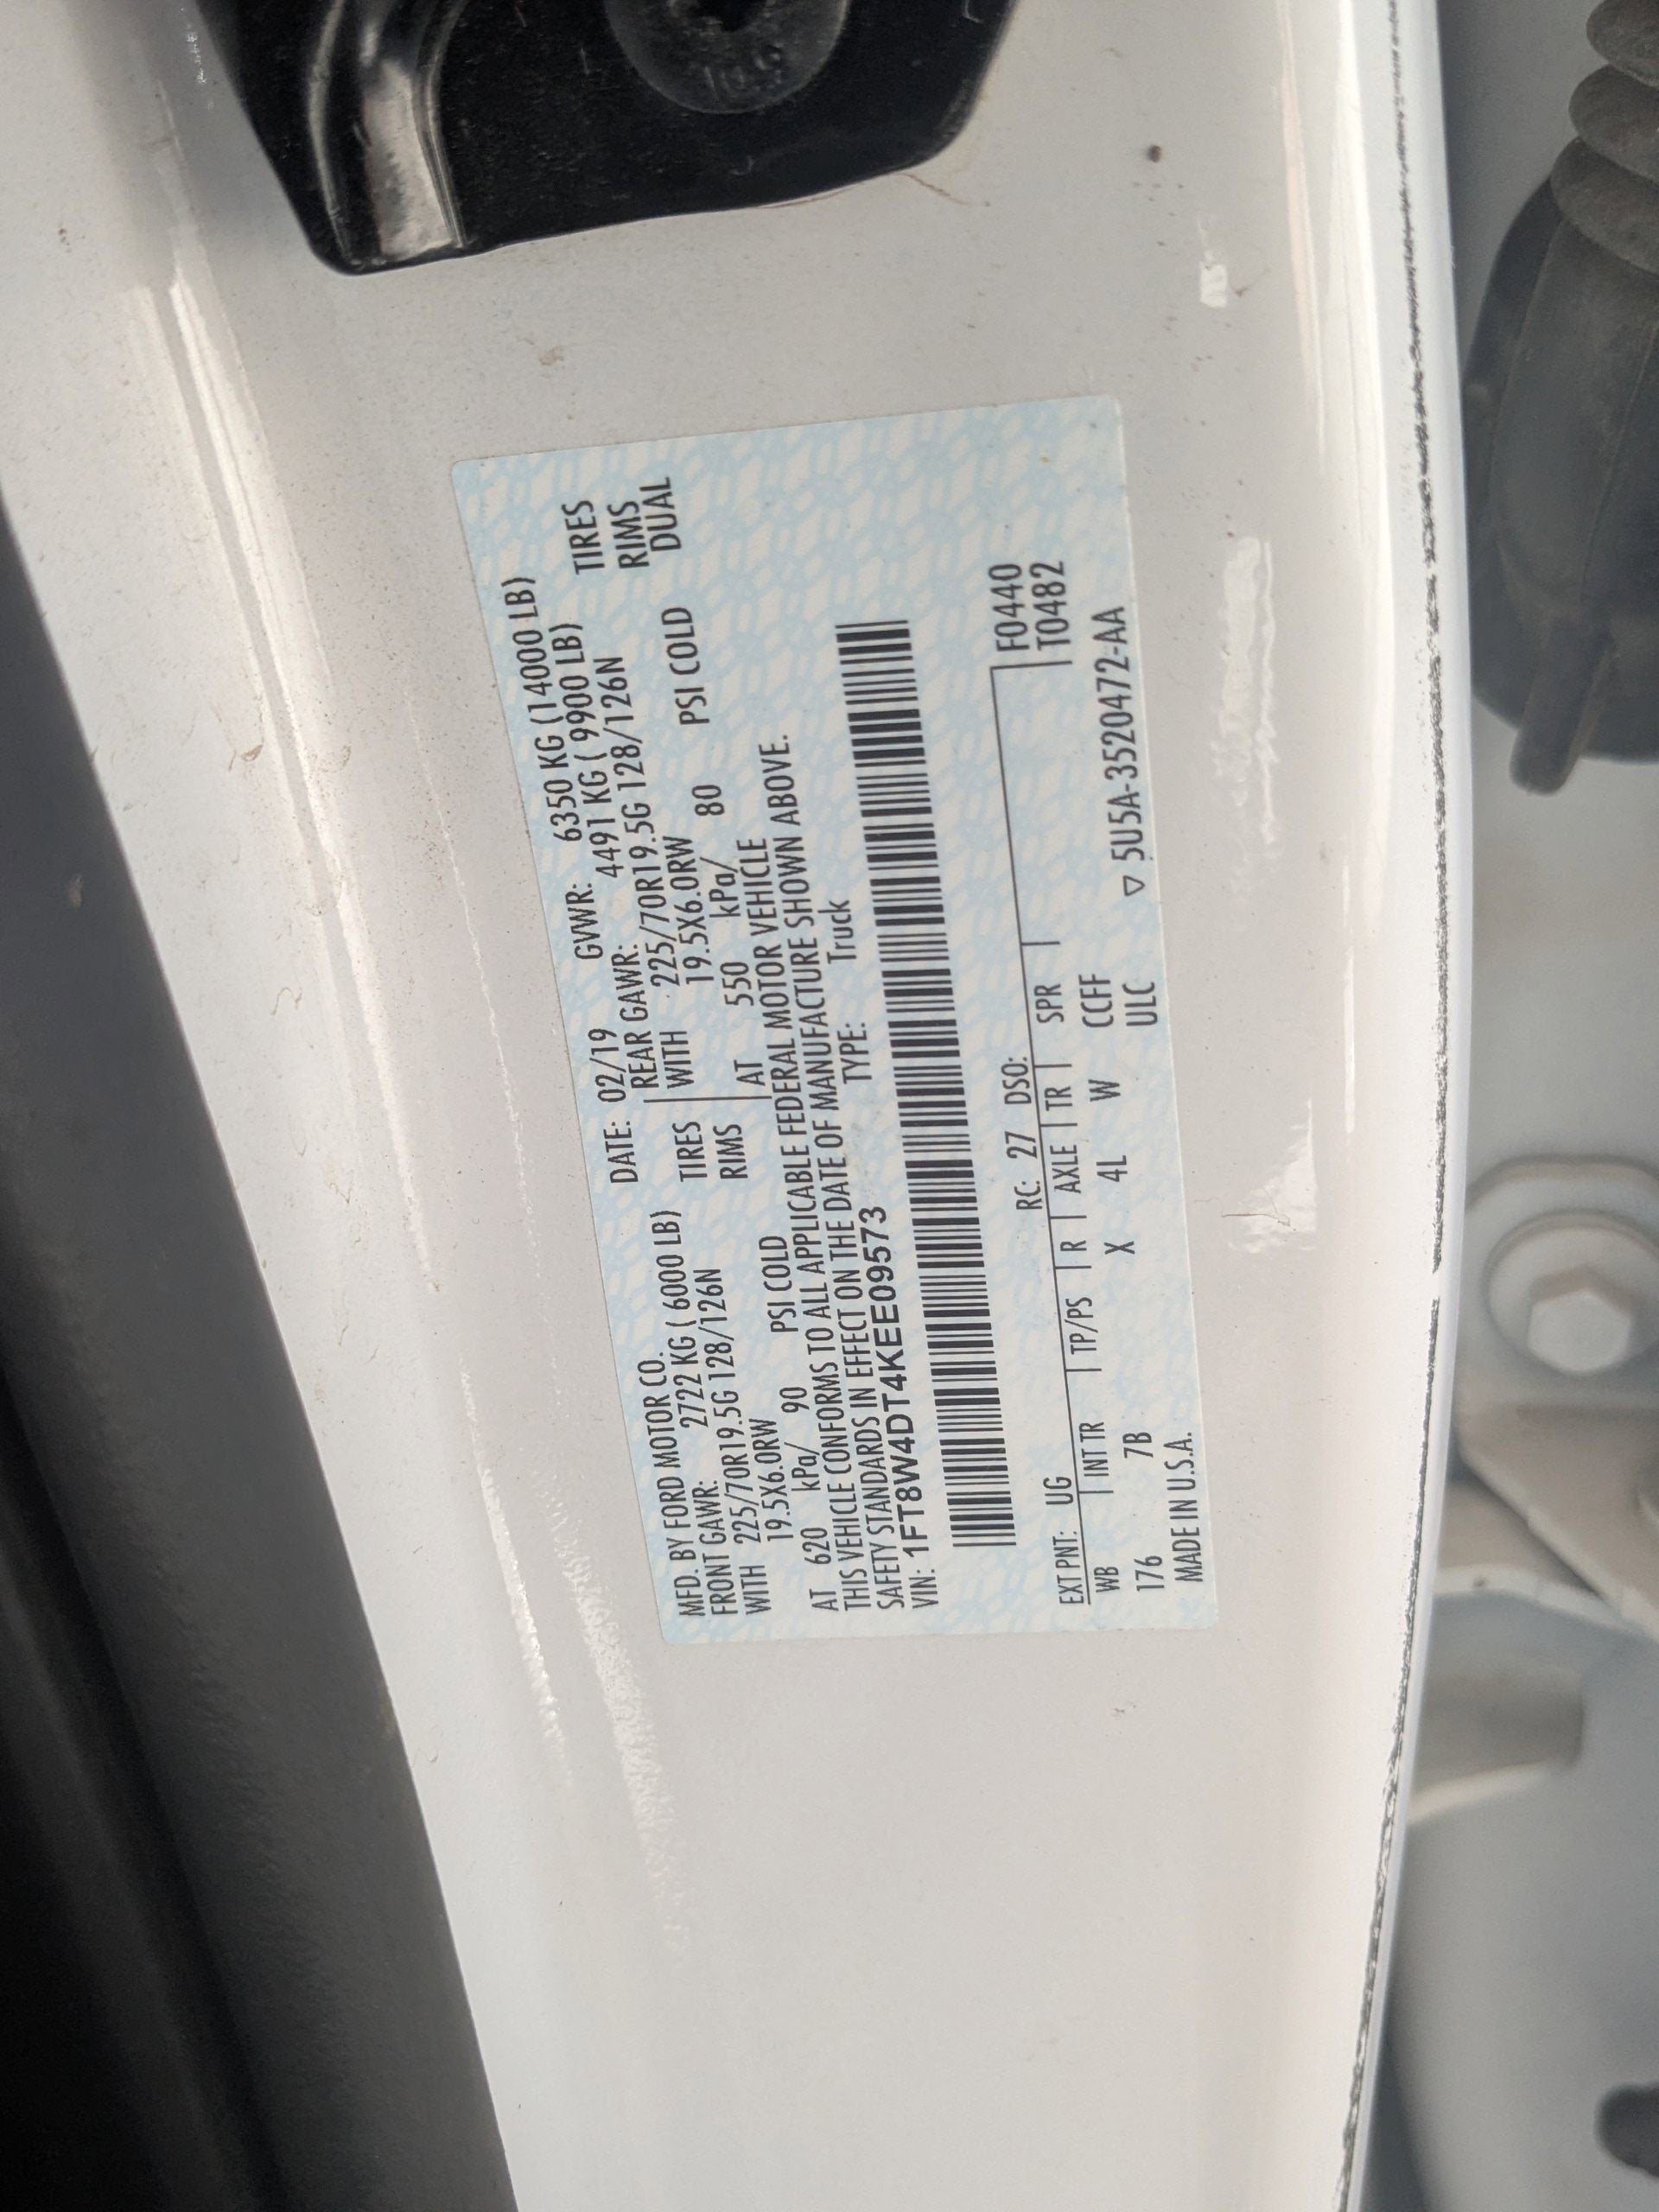 MFD. BY FORD MOTOR CO.
DATE: 02/19 GVWR: 6350 KG (14000 LB)
FRONT GAWR: 2722 KG ( 6000 LB) REAR GAWR: 4491 KG ( 9900 LB)
WITH 225/70R19.5G 128/126N TIRES WITH 225/70R19.5G 128/126N TIRES
19.5X6.0RW RIMS 19.5X6.0RW RIMS
AT 620 kPa/ 90 PSI COLD AT 550 kPa/ 80 PSI COLD DUAL
THIS VEHICLE CONFORMS TO ALL APPLICABLE FEDERAL MOTOR VEHICLE
SAFETY STANDARDS IN EFFECT ON THE DATE OF MANUFACTURE SHOWN ABOVE.
VIN: 1FT8W4DT4KEE09573 TYPE: Truck
EXT PNT: UG RC: 27 DSO: F0440
WB INT TR TP/PS R AXLE TR SPR T0482
176 7B X 4L W CCFF
MADE IN U.S.A. ULC ▽ 5U5A-3520472-AA